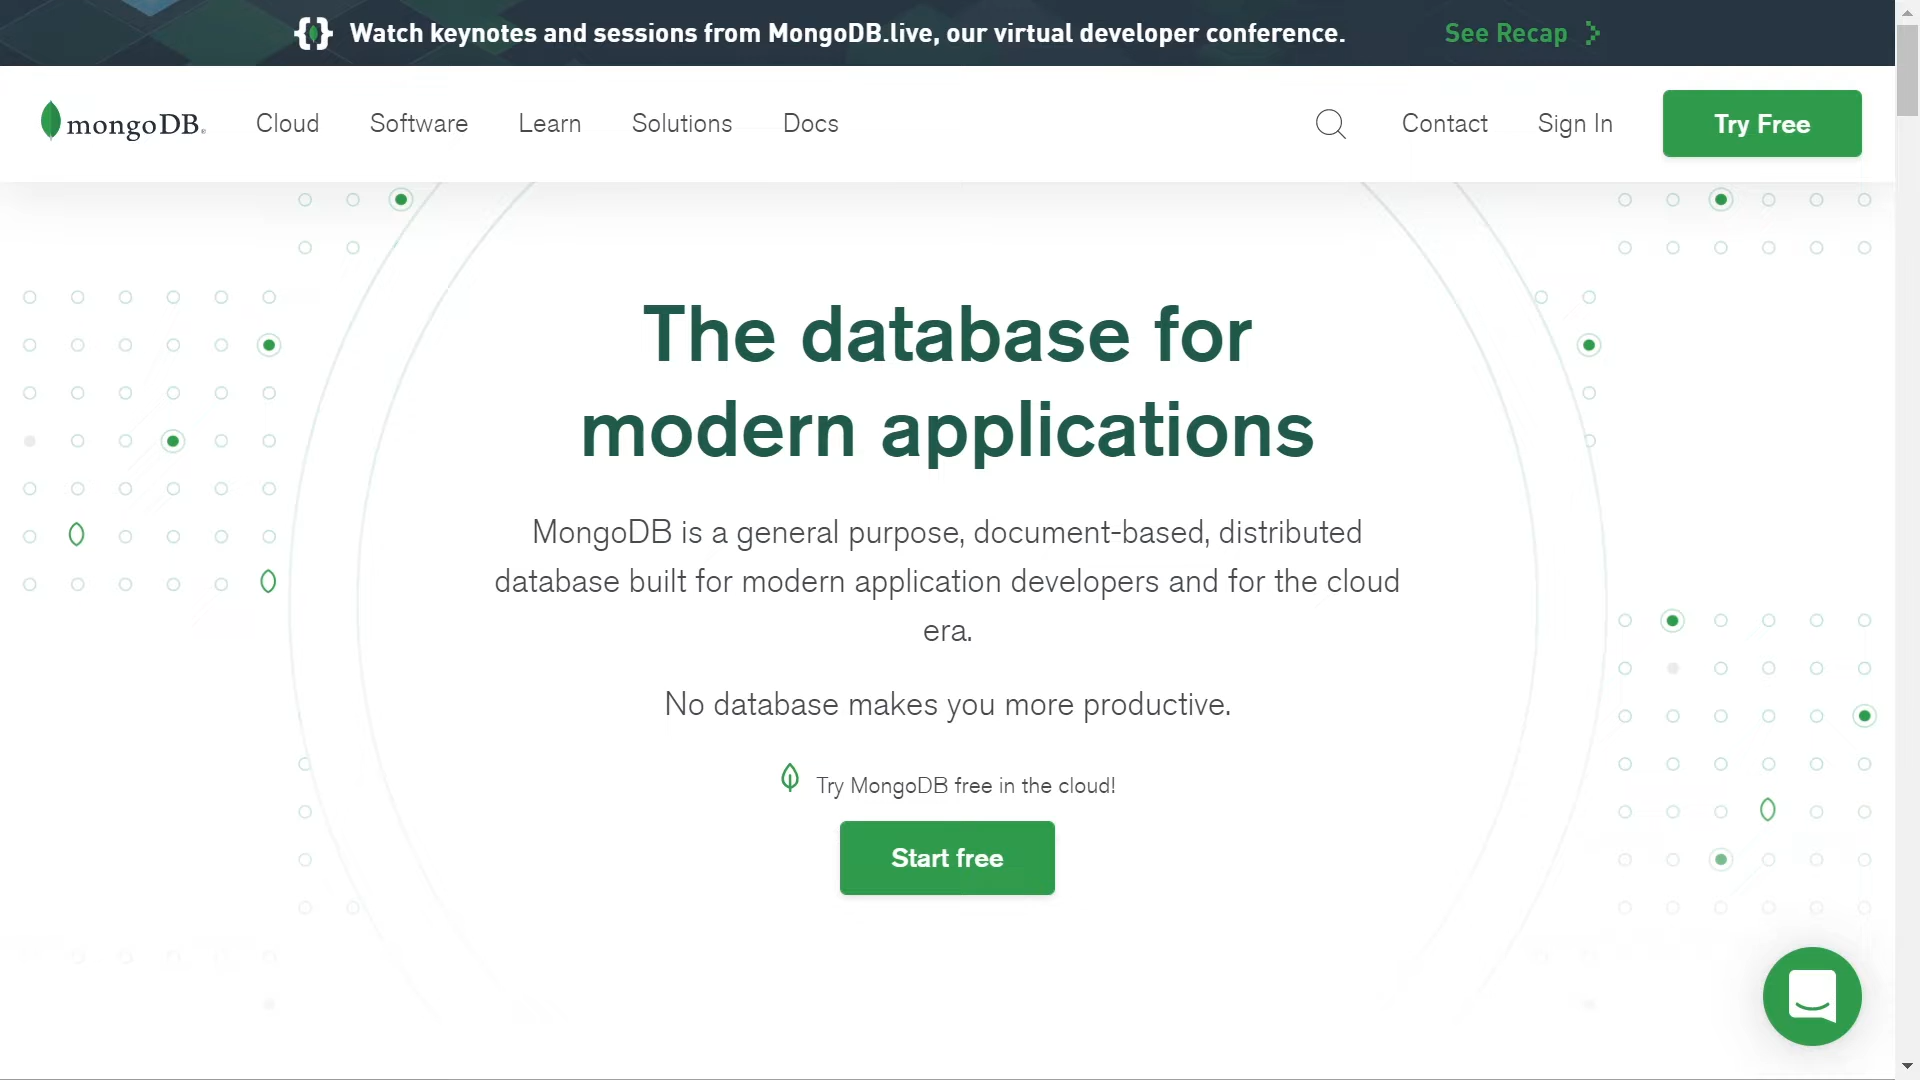 Watch keynotes and sessions from MongoDB.live, our virtual developer conference. See Recap
mongoDB. Cloud Software Learn Solutions Docs Contact Sign In Try Free
The database for
modern applications
MongoDB is a general purpose, document-based, distributed
database built for modern application developers and for the cloud
era.
No database makes you more productive.
Try MongoDB free in the cloud!
Start free